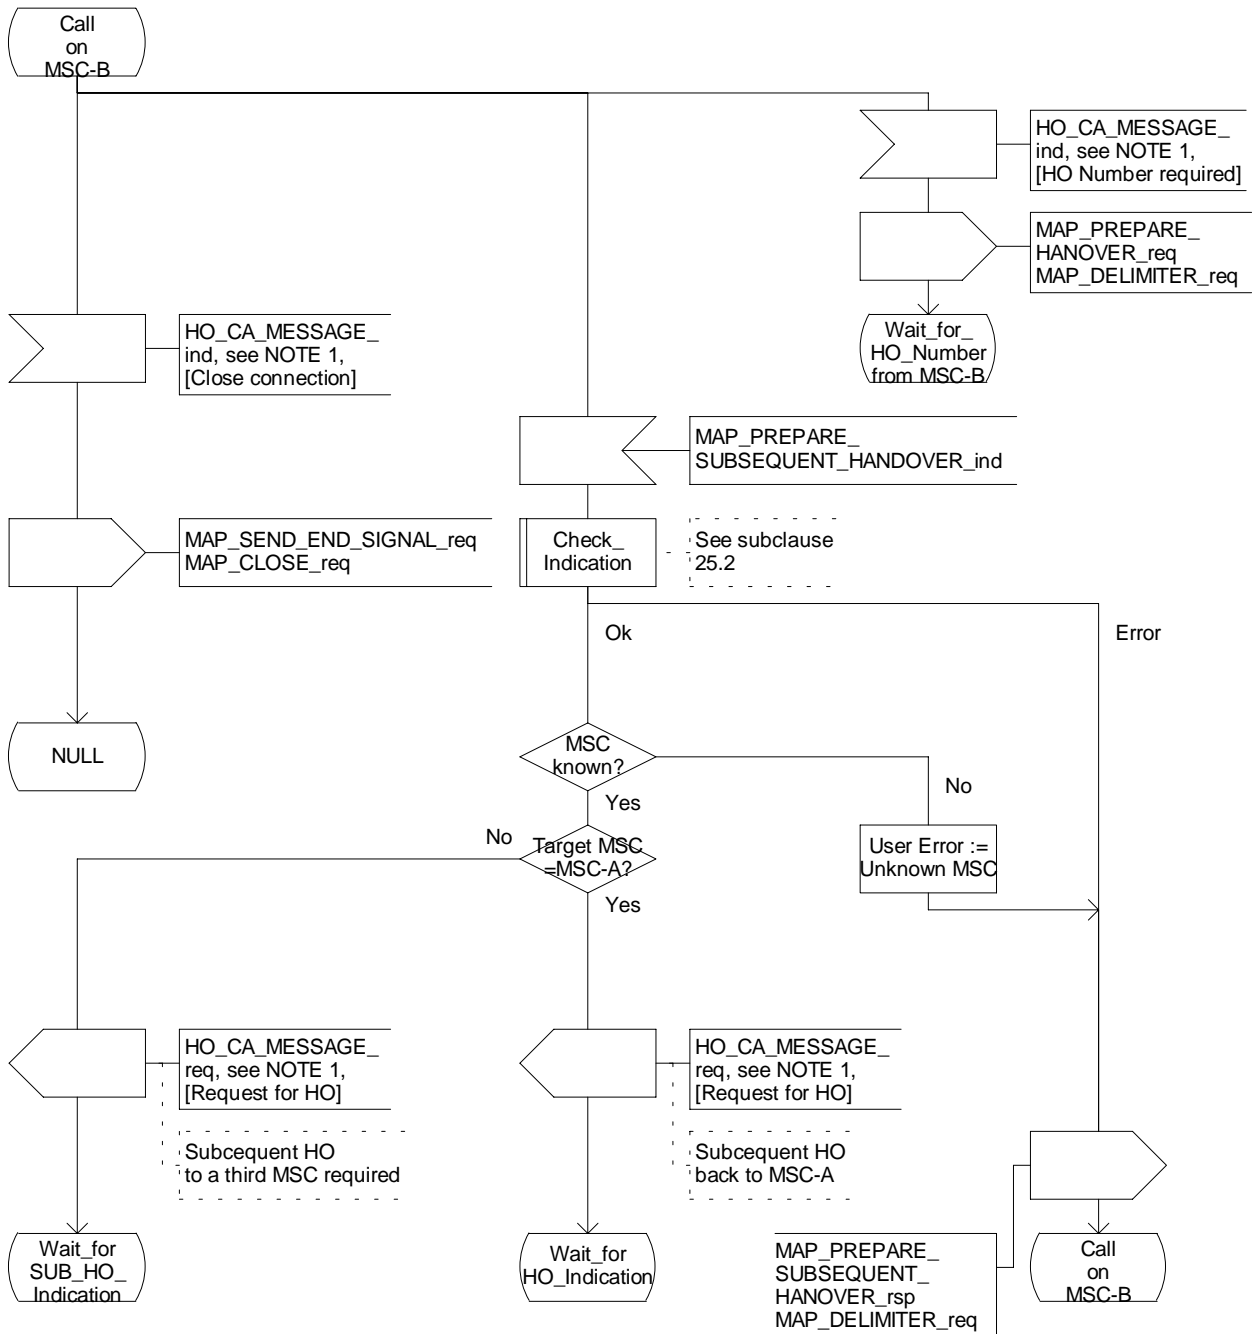 Call
on
MSC-B
HO_CA_MESSAGE_
ind, see NOTE 1,
[HO Number required]
MAP_PREPARE_
HANOVER_req
MAP_DELIMITER_req
Wait_for_
HO_Number
from MSC-B
HO_CA_MESSAGE_
ind, see NOTE 1,
[Close connection]
MAP_PREPARE_
SUBSEQUENT_HANDOVER_ind
MAP_SEND_END_SIGNAL_req
MAP_CLOSE_req
Check_
Indication
See subclause
25.2
Ok
Error
NULL
MSC
known?
No
Yes
No
Target MSC
=MSC-A?
User Error :=
Unknown MSC
Yes
HO_CA_MESSAGE_
req, see NOTE 1,
[Request for HO]
Subcequent HO
to a third MSC required
HO_CA_MESSAGE_
req, see NOTE 1,
[Request for HO]
Subcequent HO
back to MSC-A
Wait_for
SUB_HO_
Indication
Wait_for
HO_Indication
MAP_PREPARE_
SUBSEQUENT_
HANOVER_rsp
MAP_DELIMITER_req
Call
on
MSC-B